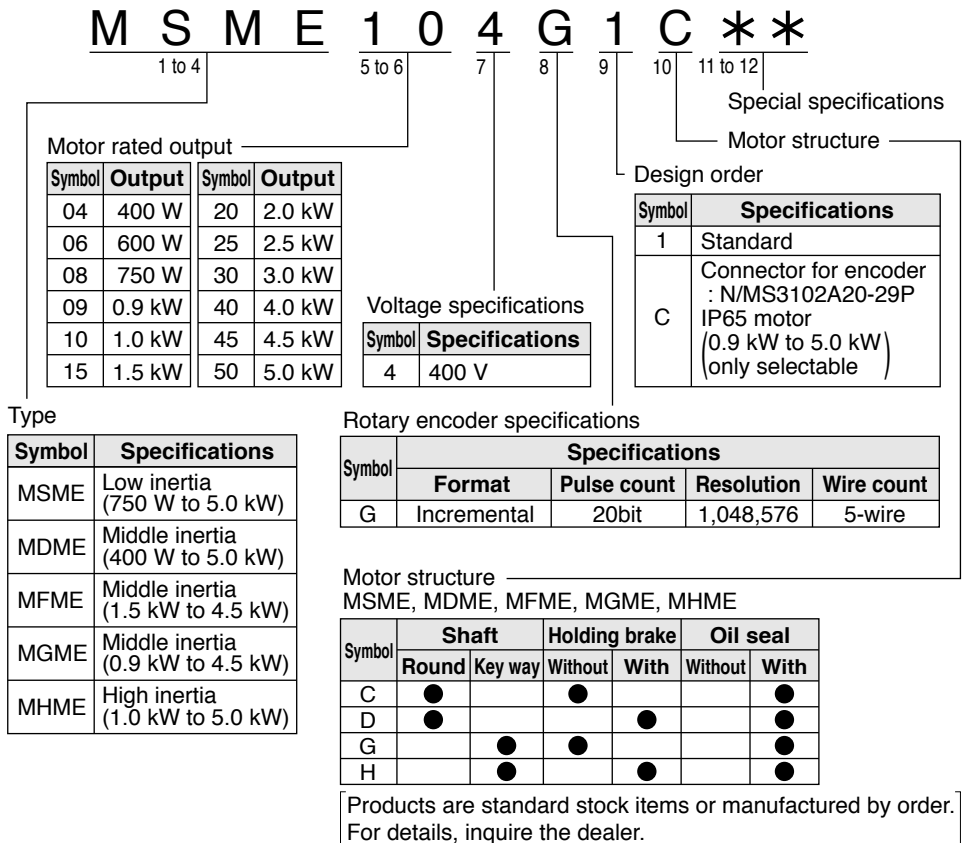 M S M E 1 0 4 G 1 C * *
1 to 4 5 to 6 7 8 9 10 11 to 12
Special specifications
Motor structure
Design order
Symbol Specifications
1 Standard
C Connector for encoder
: N/MS3102A20-29P
IP65 motor
(0.9 kW to 5.0 kW
only selectable)
Motor rated output
Symbol Output Symbol Output
04 400 W 20 2.0 kW
06 600 W 25 2.5 kW
08 750 W 30 3.0 kW
09 0.9 kW 40 4.0 kW
10 1.0 kW 45 4.5 kW
15 1.5 kW 50 5.0 kW
Voltage specifications
Symbol Specifications
4 400 V
Type
Symbol Specifications
MSME Low inertia
(750 W to 5.0 kW)
MDME Middle inertia
(400 W to 5.0 kW)
MFME Middle inertia
(1.5 kW to 4.5 kW)
MGME Middle inertia
(0.9 kW to 4.5 kW)
MHME High inertia
(1.0 kW to 5.0 kW)
Rotary encoder specifications
Symbol Specifications
Format Pulse count Resolution Wire count
G Incremental 20bit 1,048,576 5-wire
Motor structure
MSME, MDME, MFME, MGME, MHME
Symbol Shaft Holding brake Oil seal
Round Key way Without With Without With
C ● ● ●
D ● ● ●
G ● ● ●
H ● ● ●
Products are standard stock items or manufactured by order.
For details, inquire the dealer.